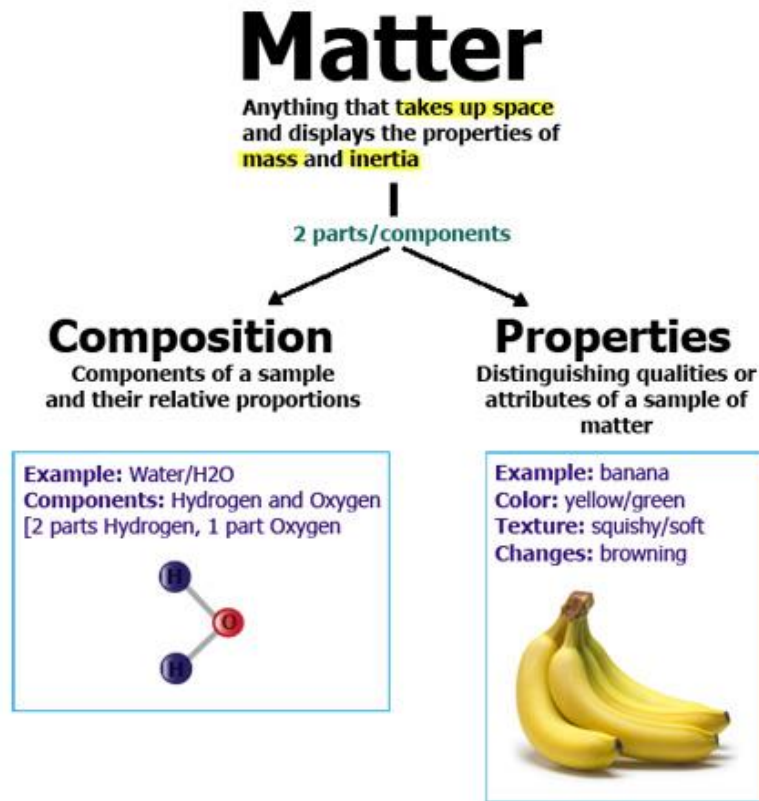 Matter
Anything that takes up space
and displays the properties of
mass and inertia
2 parts/components
Composition
Components of a sample
and their relative proportions
Example: Water/H2O
Components: Hydrogen and Oxygen
[2 parts Hydrogen, 1 part Oxygen
H
O
H
Properties
Distinguishing qualities or
attributes of a sample of
matter
Example: banana
Color: yellow/green
Texture: squishy/soft
Changes: browning